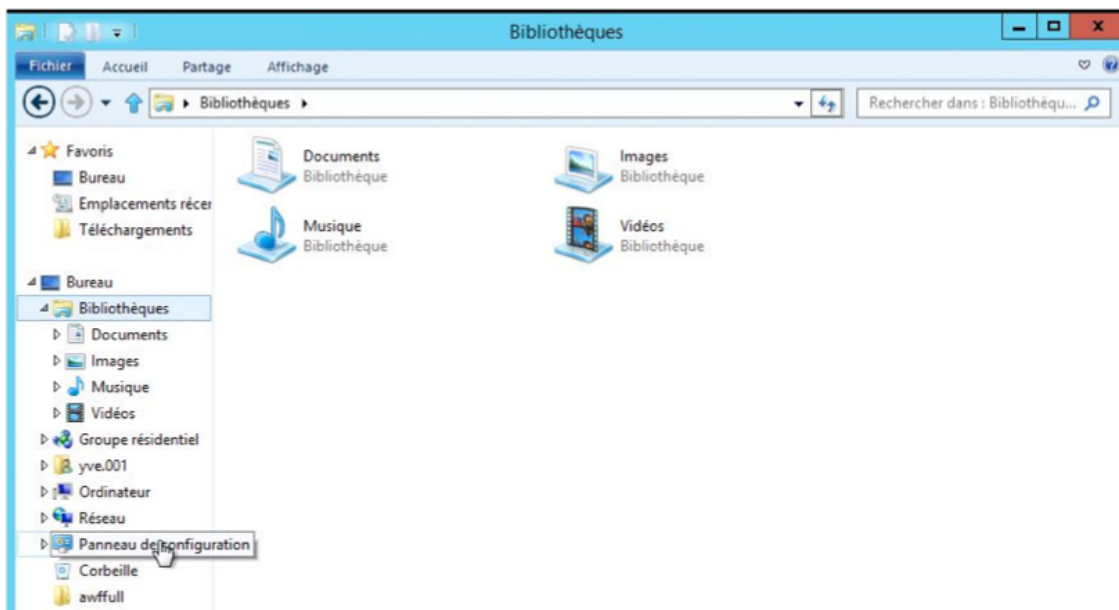 Bibliothèques
Fichier Accueil Partage Affichage
Bibliothèques
Rechercher dans : Bibliothèqu...
Favoris
Bureau
Emplacements récer
Téléchargements
Bureau
Bibliothèques
Documents
Images
Musique
Vidéos
Groupe résidentiel
yve.001
Ordinateur
Réseau
Panneau de configuration
Corbeille
awffull
Documents
Bibliothèque
Images
Bibliothèque
Musique
Bibliothèque
Vidéos
Bibliothèque